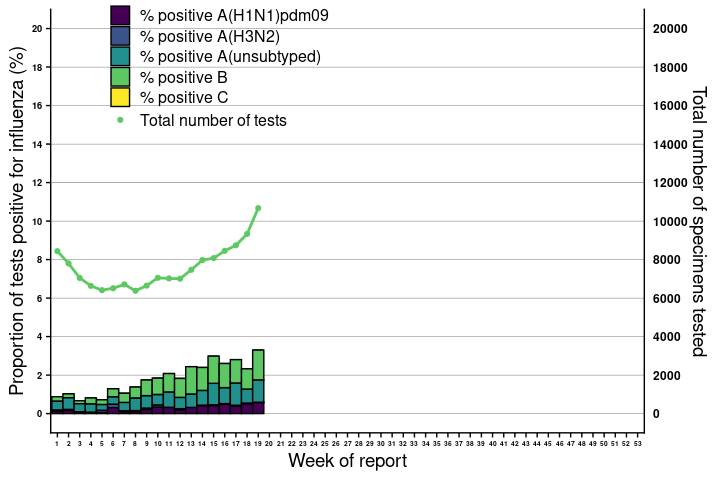 % positive A(H1N1)pdm09
% positive A(H3N2)
% positive A(unsubtyped)
% positive B
% positive C
Total number of tests
Proportion of tests positive for influenza (%)
20
18
16
14
12
10
8
6
4
2
0
20000
18000
16000
14000
12000
10000
8000
6000
4000
2000
0
Total number of specimens tested
1 2 3 4 5 6 7 8 9 10 11 12 13 14 15 16 17 18 19 20 21 22 23 24 25 26 27 28 29 30 31 32 33 34 35 36 37 38 39 40 41 42 43 44 45 46 47 48 49 50 51 52 53
Week of report